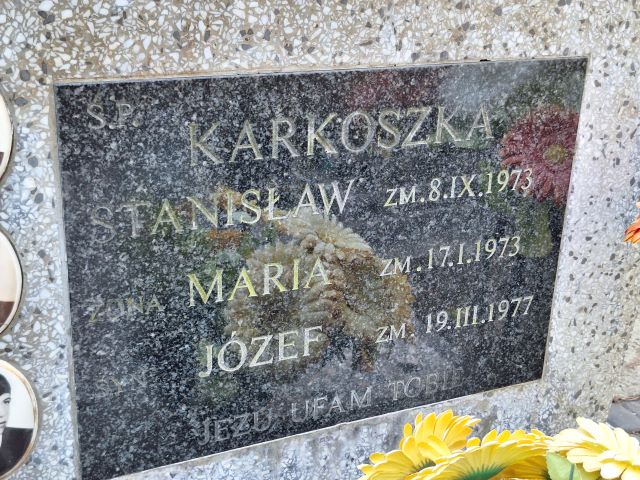 Ś.P.
KARKOSZKA
STANISŁAW ZM. 8.IX.1973
ŻONA MARIA ZM. 17.I.1973
SYN JÓZEF ZM. 19.III.1977
JEZU UFAM TOBIE